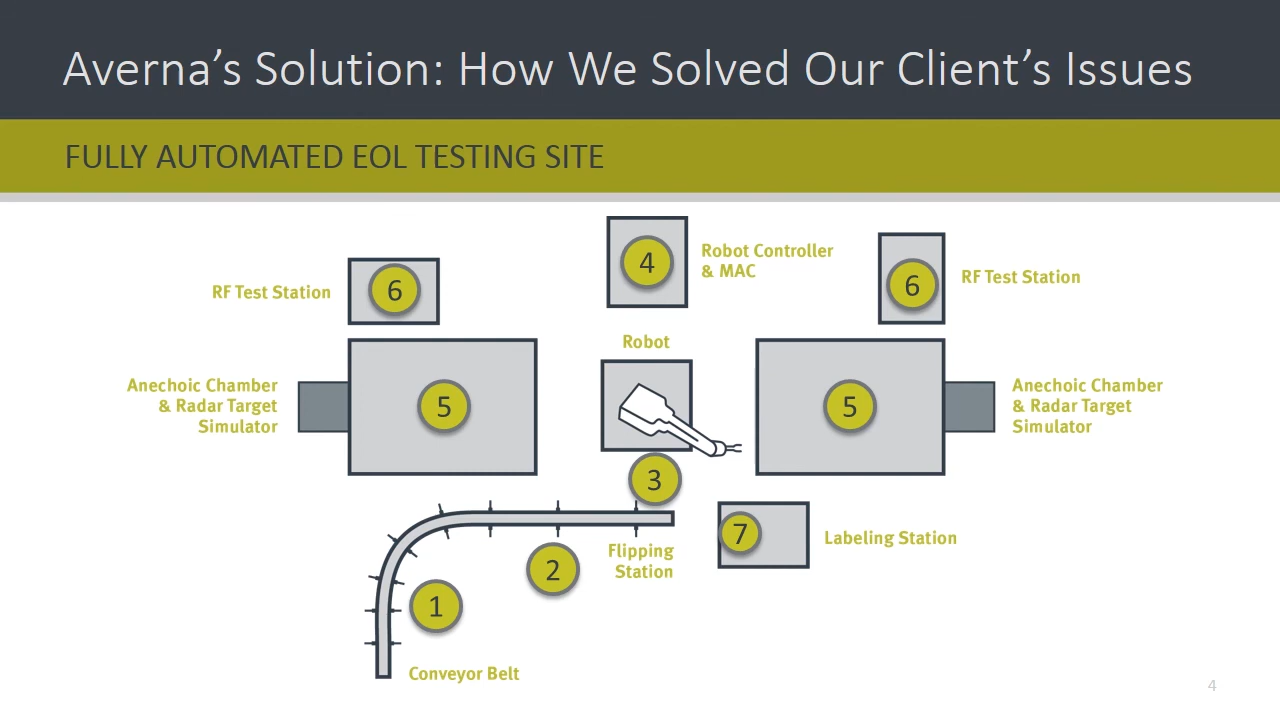 Averna’s Solution: How We Solved Our Client’s Issues
FULLY AUTOMATED EOL TESTING SITE
4
Robot Controller
& MAC
6
RF Test Station
RF Test Station
6
Robot
Anechoic Chamber
& Radar Target
Simulator
5
5
Anechoic Chamber
& Radar Target
Simulator
3
7
Labeling Station
Flipping
Station
2
1
Conveyor Belt
4